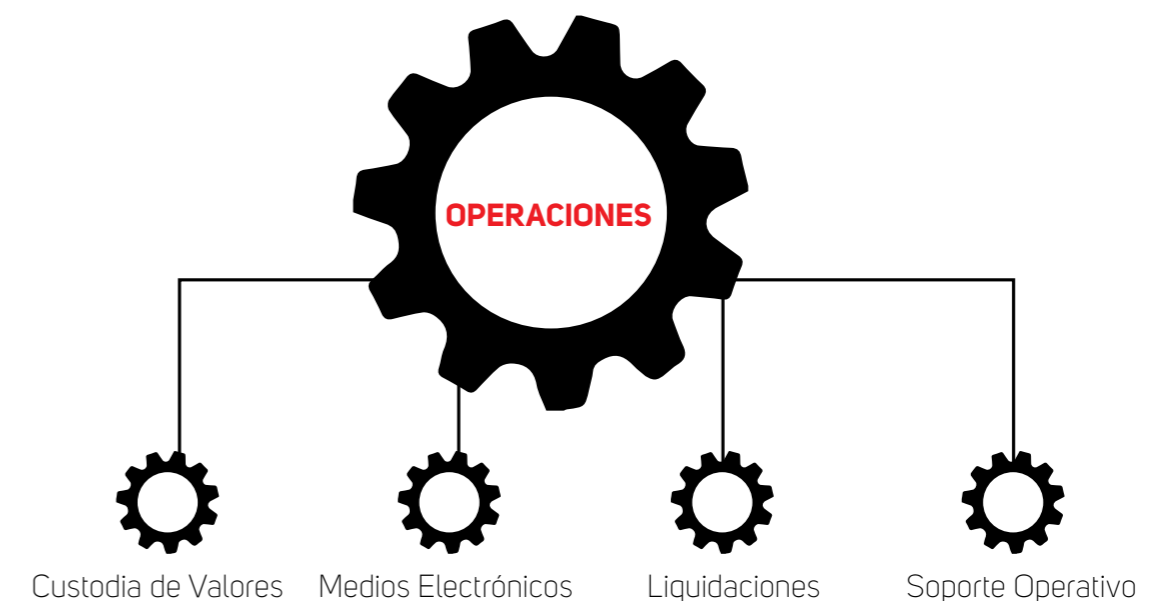 OPERACIONES
Custodia de Valores
Medios Electrónicos
Liquidaciones
Soporte Operativo